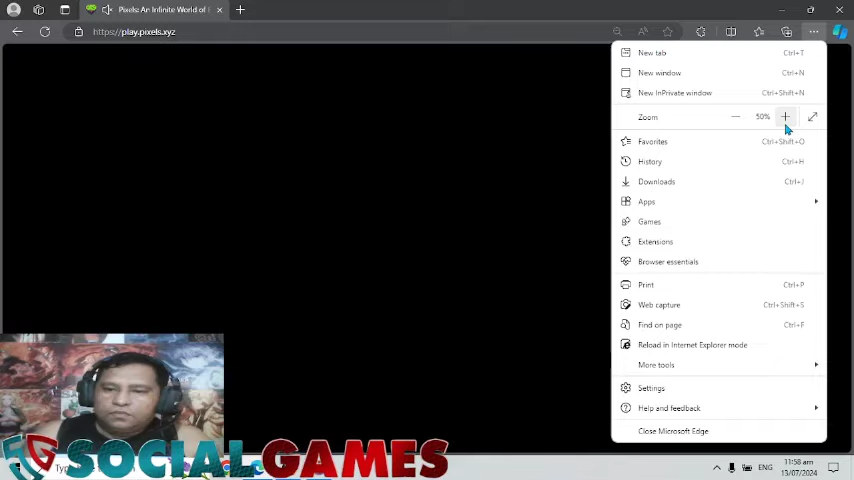 Pixels: An Infinite World of
https://play.pixels.xyz
New tab Ctrl+T
New window Ctrl+N
New InPrivate window Ctrl+Shift+N
Zoom 50%
Favorites Ctrl+Shift+O
History Ctrl+H
Downloads Ctrl+J
Apps
Games
Extensions
Browser essentials
Print Ctrl+P
Web capture Ctrl+Shift+S
Find on page Ctrl+F
Reload in Internet Explorer mode
More tools
Settings
Help and feedback
Close Microsoft Edge
SOCIAL GAMES
Typ
ENG
11:58 am
13/07/2024